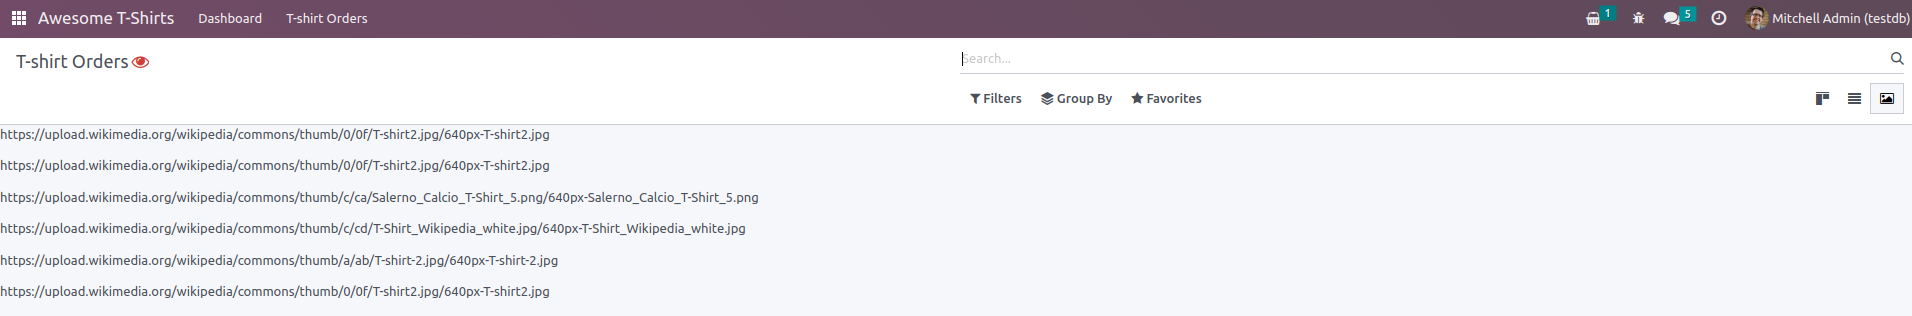 Awesome T-Shirts Dashboard T-shirt Orders 1 5 Mitchell Admin (testdb)
T-shirt Orders Search...
Filters Group By Favorites
https://upload.wikimedia.org/wikipedia/commons/thumb/0/0f/T-shirt2.jpg/640px-T-shirt2.jpg
https://upload.wikimedia.org/wikipedia/commons/thumb/0/0f/T-shirt2.jpg/640px-T-shirt2.jpg
https://upload.wikimedia.org/wikipedia/commons/thumb/c/ca/Salerno_Calcio_T-Shirt_5.png/640px-Salerno_Calcio_T-Shirt_5.png
https://upload.wikimedia.org/wikipedia/commons/thumb/c/cd/T-Shirt_Wikipedia_white.jpg/640px-T-Shirt_Wikipedia_white.jpg
https://upload.wikimedia.org/wikipedia/commons/thumb/a/ab/T-shirt-2.jpg/640px-T-shirt-2.jpg
https://upload.wikimedia.org/wikipedia/commons/thumb/0/0f/T-shirt2.jpg/640px-T-shirt2.jpg